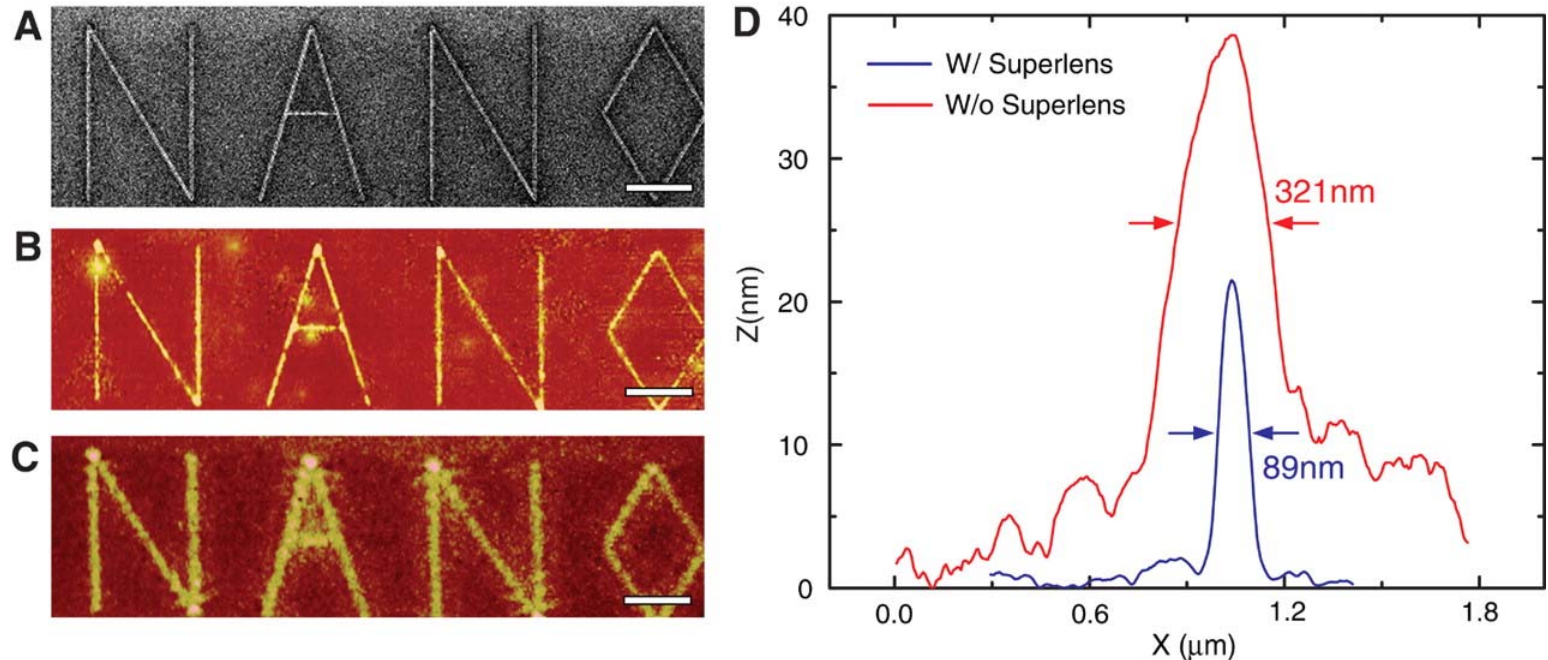 A
NANO
B
NANO
C
NANO
D
40
30
20
10
0
Z(nm)
W/ Superlens
W/o Superlens
321nm
89nm
0.0 0.6 1.2 1.8
X (μm)